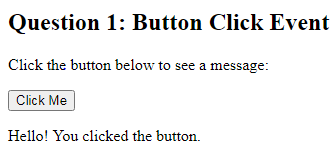 Question 1: Button Click Event
Click the button below to see a message:
Click Me
Hello! You clicked the button.